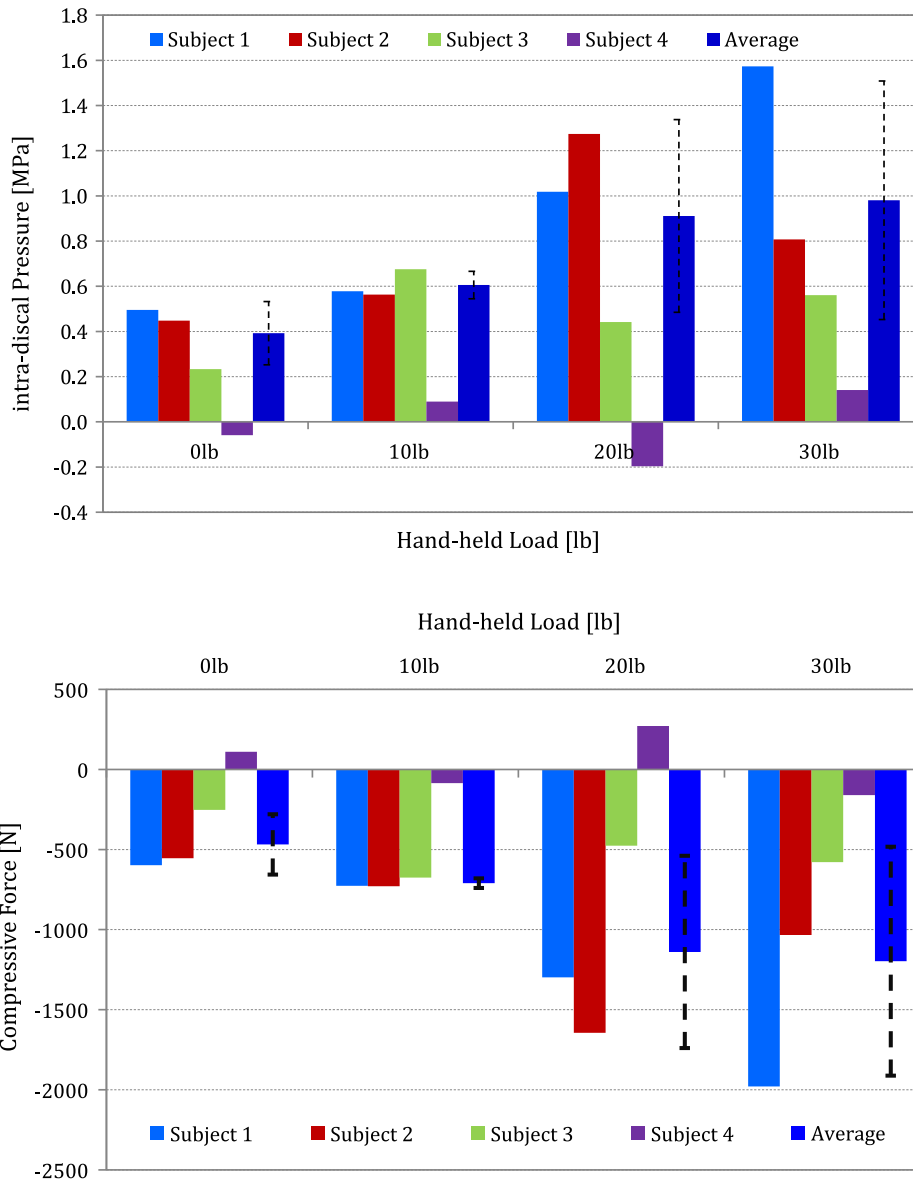 1.8
Subject 1 Subject 2 Subject 3 Subject 4 Average
1.6
1.4
1.2
1.0
0.8
0.6
0.4
0.2
0.0
-0.2
-0.4
intra-discal Pressure [MPa]
0lb 10lb 20lb 30lb
Hand-held Load [lb]
Hand-held Load [lb]
0lb 10lb 20lb 30lb
500
0
-500
-1000
-1500
-2000
-2500
Compressive Force [N]
Subject 1 Subject 2 Subject 3 Subject 4 Average